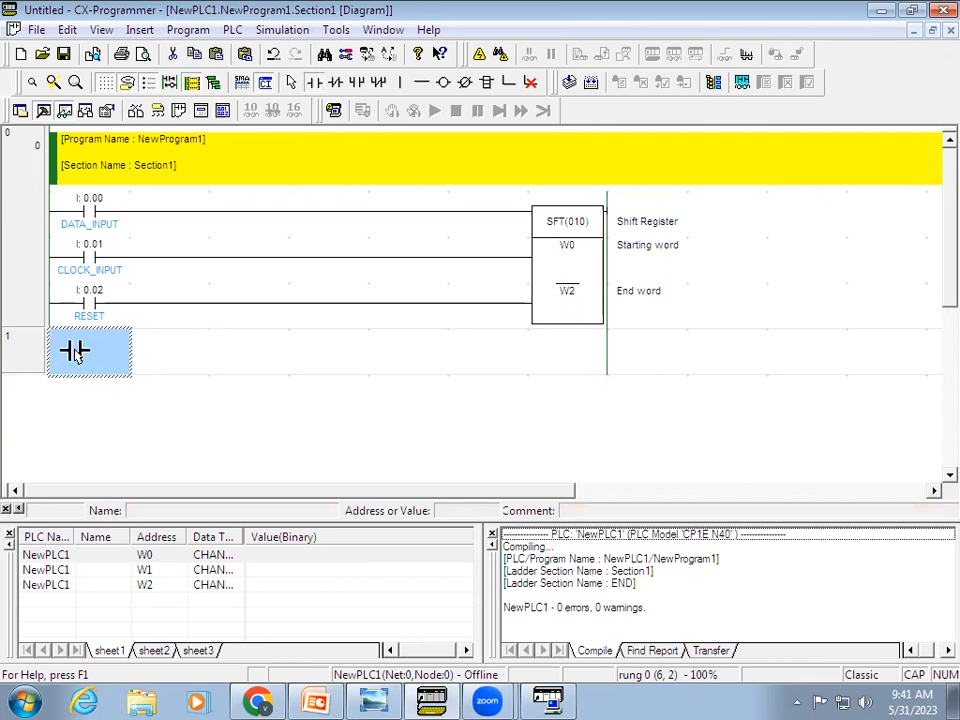 Untitled - CX-Programmer - [NewPLC1.NewProgram1.Section1 [Diagram]]
File Edit View Insert Program PLC Simulation Tools Window Help
10 10 16
0
0
[Program Name : NewProgram1]
[Section Name : Section1]
I: 0.00
DATA_INPUT
SFT(010)
Shift Register
I: 0.01
CLOCK_INPUT
W0
Starting word
I: 0.02
RESET
W2
End word
1
Name:
Address or Value:
Comment:
PLC Na... Name Address Data T... Value(Binary)
NewPLC1 W0 CHAN...
NewPLC1 W1 CHAN...
NewPLC1 W2 CHAN...
sheet1 sheet2 sheet3
--------------- PLC: 'NewPLC1' (PLC Model 'CP1E N40' ) ---------------
Compiling...
[PLC/Program Name : NewPLC1/NewProgram1]
[Ladder Section Name : Section1]
[Ladder Section Name : END]
NewPLC1 - 0 errors, 0 warnings.
Compile Find Report Transfer
For Help, press F1
NewPLC1(Net:0,Node:0) - Offline
rung 0 (6, 2) - 100%
Classic
CAP
NUM
zoom
9:41 AM
5/31/2023